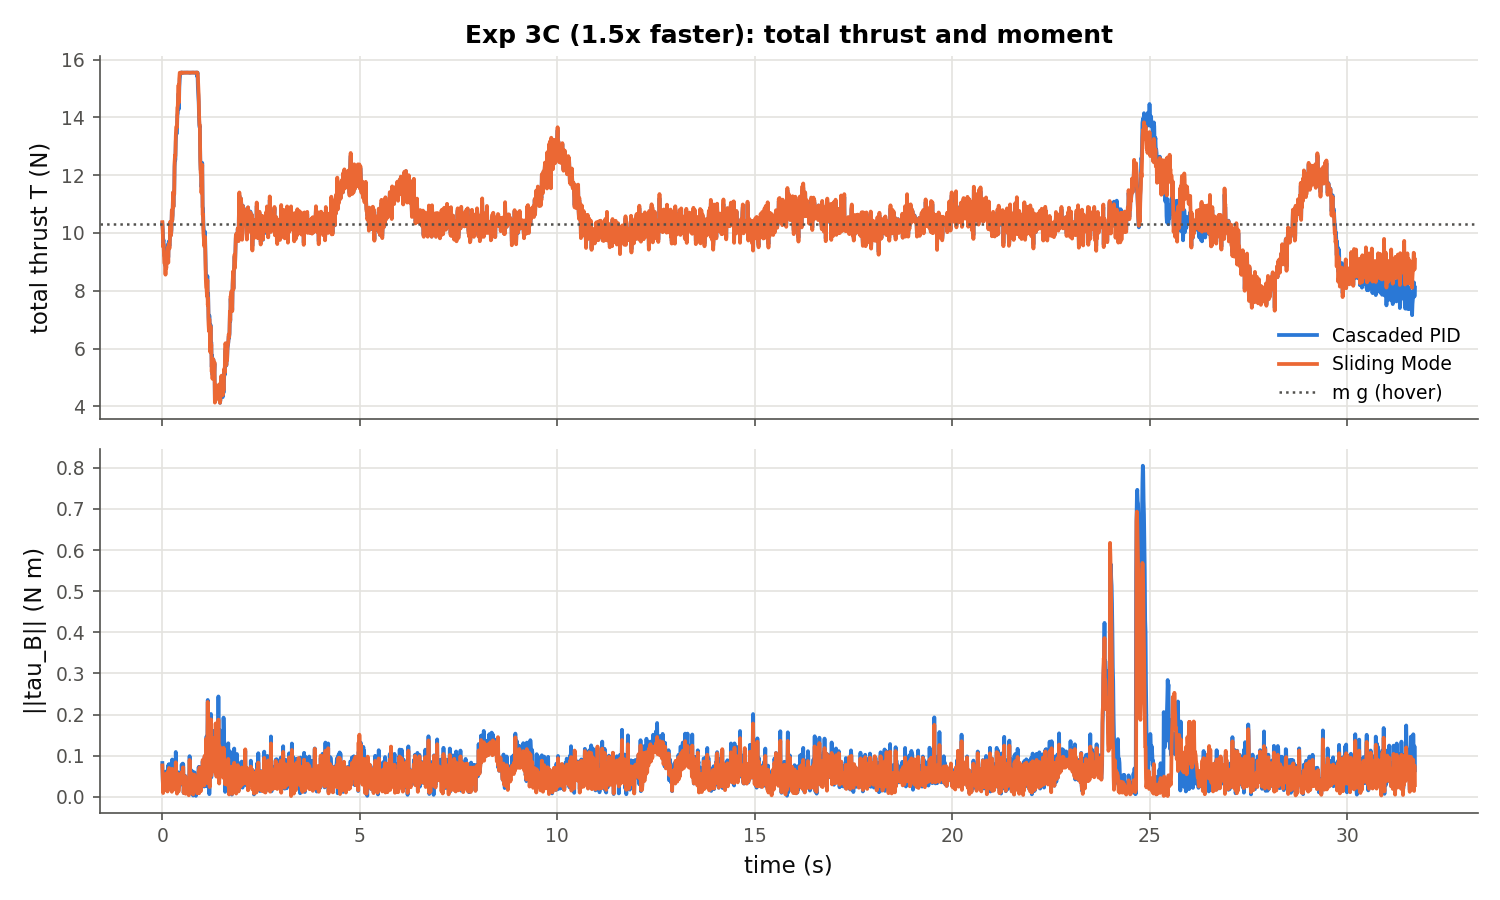 Exp 3C (1.5x faster): total thrust and moment
total thrust T (N)
16
14
12
10
8
6
4
Cascaded PID
Sliding Mode
m g (hover)
||tau_B|| (N m)
0.8
0.7
0.6
0.5
0.4
0.3
0.2
0.1
0.0
0 5 10 15 20 25 30
time (s)